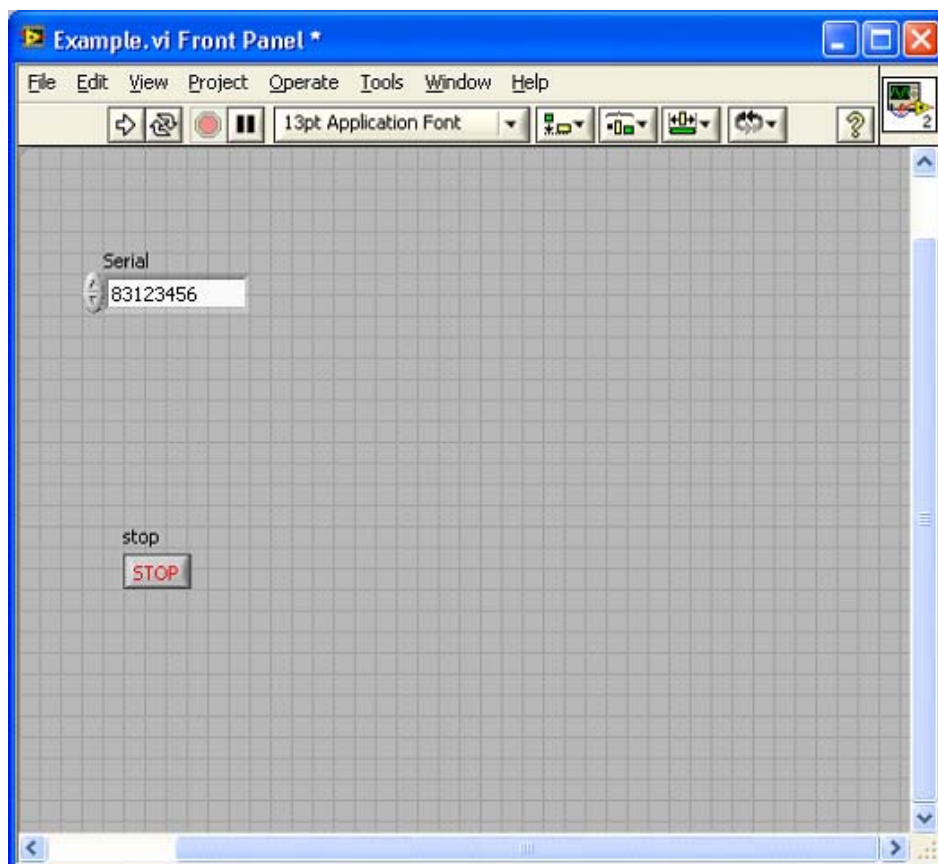 Example.vi Front Panel *
File Edit View Project Operate Tools Window Help
13pt Application Font
?
2
Serial
83123456
stop
STOP